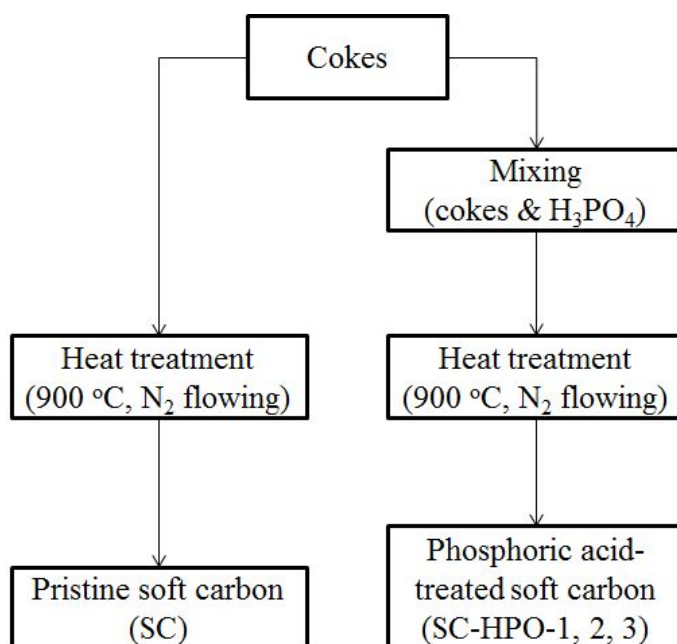 Cokes
Mixing
(cokes & H₃PO₄)
Heat treatment
(900 °C, N₂ flowing)
Heat treatment
(900 °C, N₂ flowing)
Pristine soft carbon
(SC)
Phosphoric acid-
treated soft carbon
(SC-HPO-1, 2, 3)